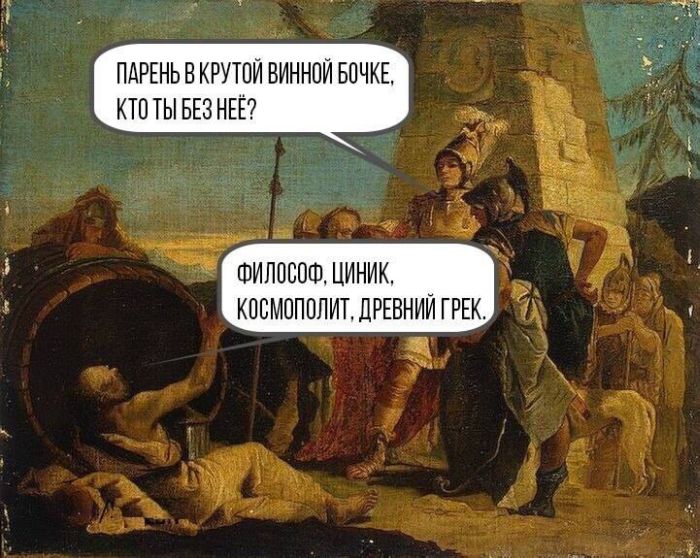 ПАРЕНЬ В КРУТОЙ ВИННОЙ БОЧКЕ,
КТО ТЫ БЕЗ НЕЁ?
ФИЛОСОФ, ЦИНИК,
КОСМОПОЛИТ, ДРЕВНИЙ ГРЕК.